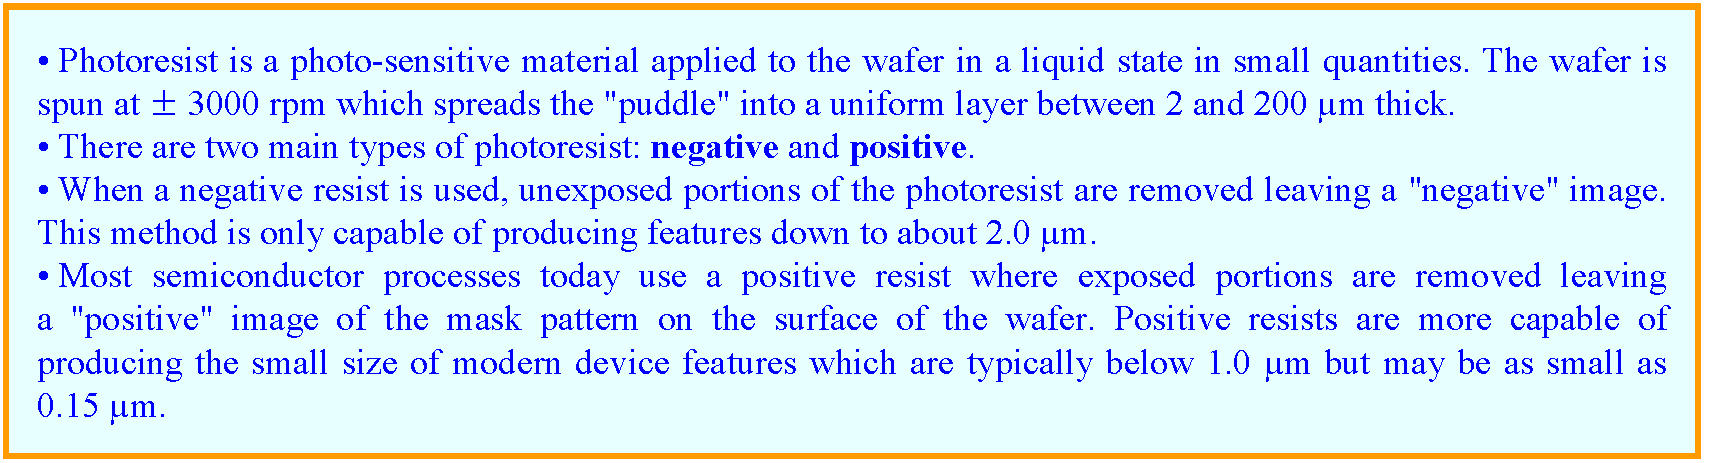 • Photoresist is a photo-sensitive material applied to the wafer in a liquid state in small quantities. The wafer is
spun at ± 3000 rpm which spreads the "puddle" into a uniform layer between 2 and 200 µm thick.
• There are two main types of photoresist: negative and positive.
• When a negative resist is used, unexposed portions of the photoresist are removed leaving a "negative" image.
This method is only capable of producing features down to about 2.0 µm.
• Most semiconductor processes today use a positive resist where exposed portions are removed leaving
a "positive" image of the mask pattern on the surface of the wafer. Positive resists are more capable of
producing the small size of modern device features which are typically below 1.0 µm but may be as small as
0.15 µm.